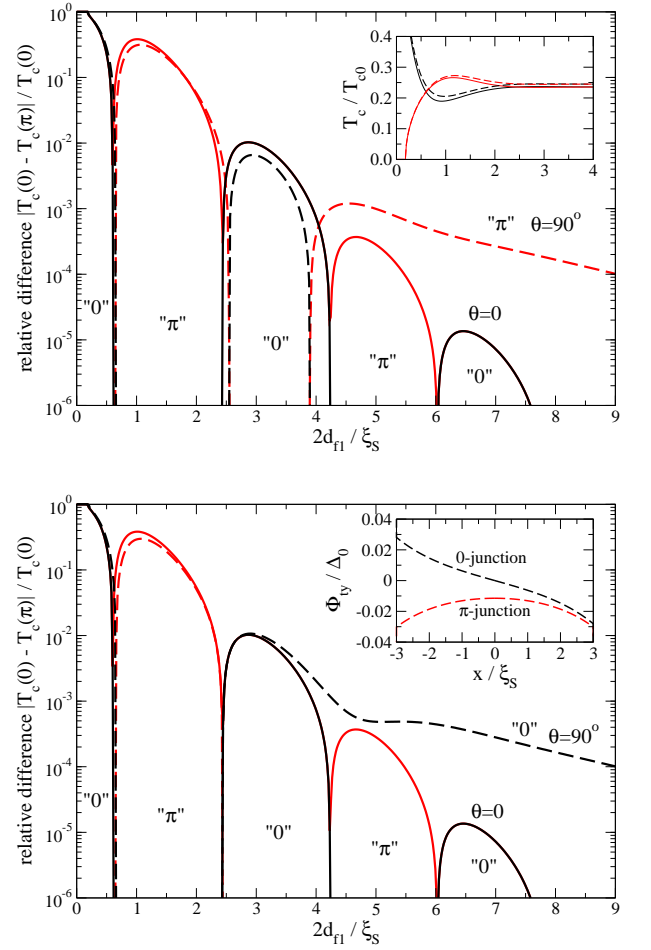 relative difference |T_c(0) - T_c(π)| / T_c(0)
10^0
10^-1
10^-2
10^-3
10^-4
10^-5
10^-6
T_c / T_c0
0.4
0.3
0.2
0.1
0.0
0 1 2 3 4
"π" θ=90°
θ=0
"0" "π" "0" "π" "0"
0 1 2 3 4 5 6 7 8 9
2d_f1 / ξ_S
relative difference |T_c(0) - T_c(π)| / T_c(0)
10^0
10^-1
10^-2
10^-3
10^-4
10^-5
10^-6
Φ_ty / Δ_0
0.04
0.02
0
-0.02
-0.04
0-junction
π-junction
-3 -2 -1 0 1 2 3
x / ξ_S
"0" θ=90°
θ=0
"0" "π" "0" "π" "0"
0 1 2 3 4 5 6 7 8 9
2d_f1 / ξ_S